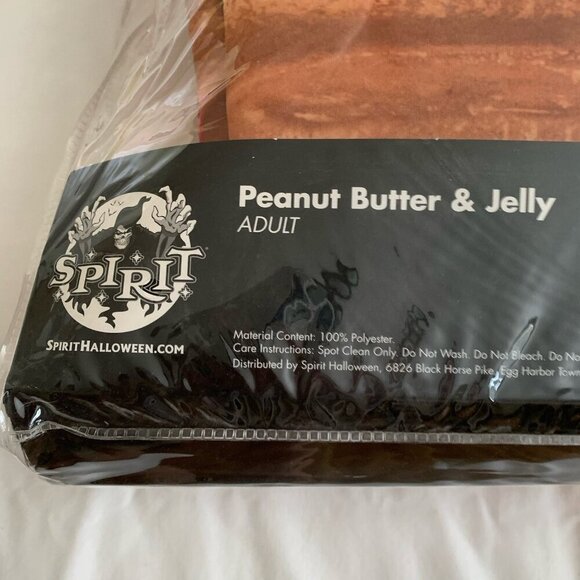 Peanut Butter & Jelly
ADULT
SPIRIT
SPIRITHALLOWEEN.COM
Material Content: 100% Polyester.
Care Instructions: Spot Clean Only. Do Not Wash. Do Not Bleach. Do
Distributed by Spirit Halloween, 6826 Black Horse Pike, Egg Harbor